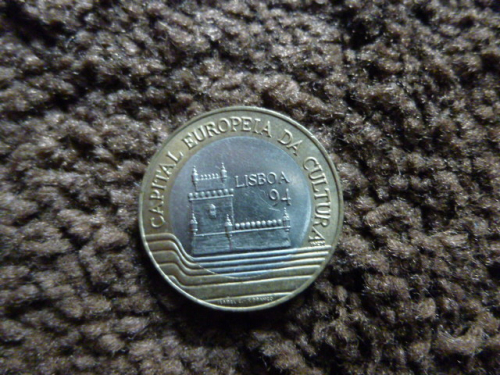 CAPITAL EUROPEIA DA CULTURA
LISBOA
94